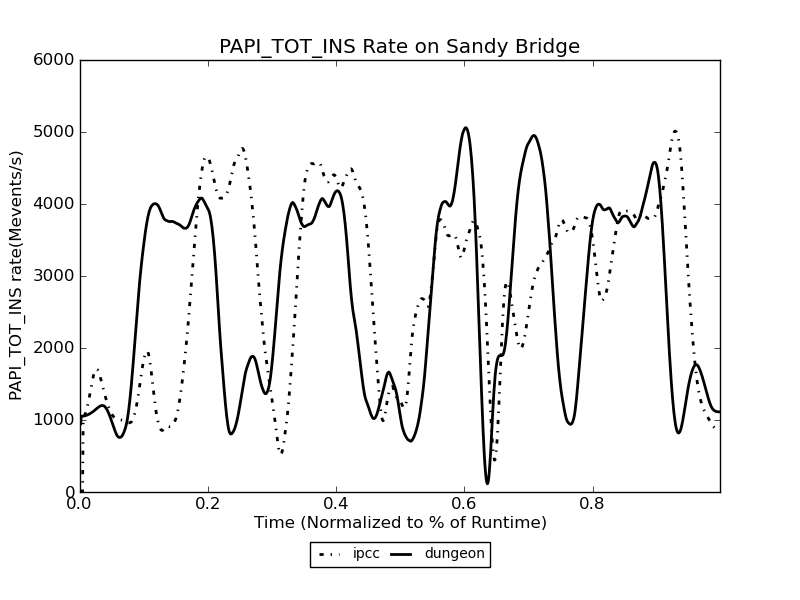 PAPI_TOT_INS Rate on Sandy Bridge
PAPI_TOT_INS rate(Mevents/s)
6000
5000
4000
3000
2000
1000
0
0.0 0.2 0.4 0.6 0.8
Time (Normalized to % of Runtime)
ipcc dungeon